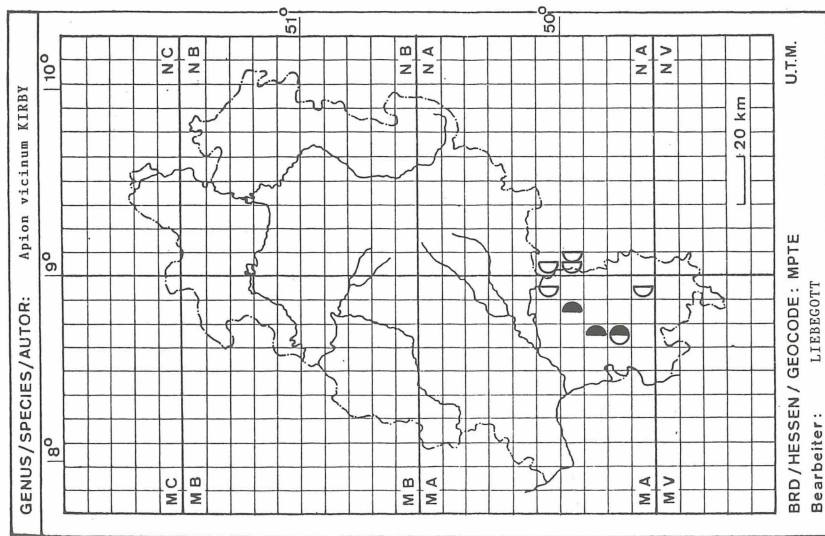 GENUS/SPECIES/AUTOR: Apion vicinum KIRBY
8° 9° 10°
MC NC
MB NB
51°
MB NB
MA NA
50°
MA NA
MV NV
20 km
BRD/HESSEN/GEOCODE: MPTE U.T.M.
Bearbeiter: LIEBEGOTT